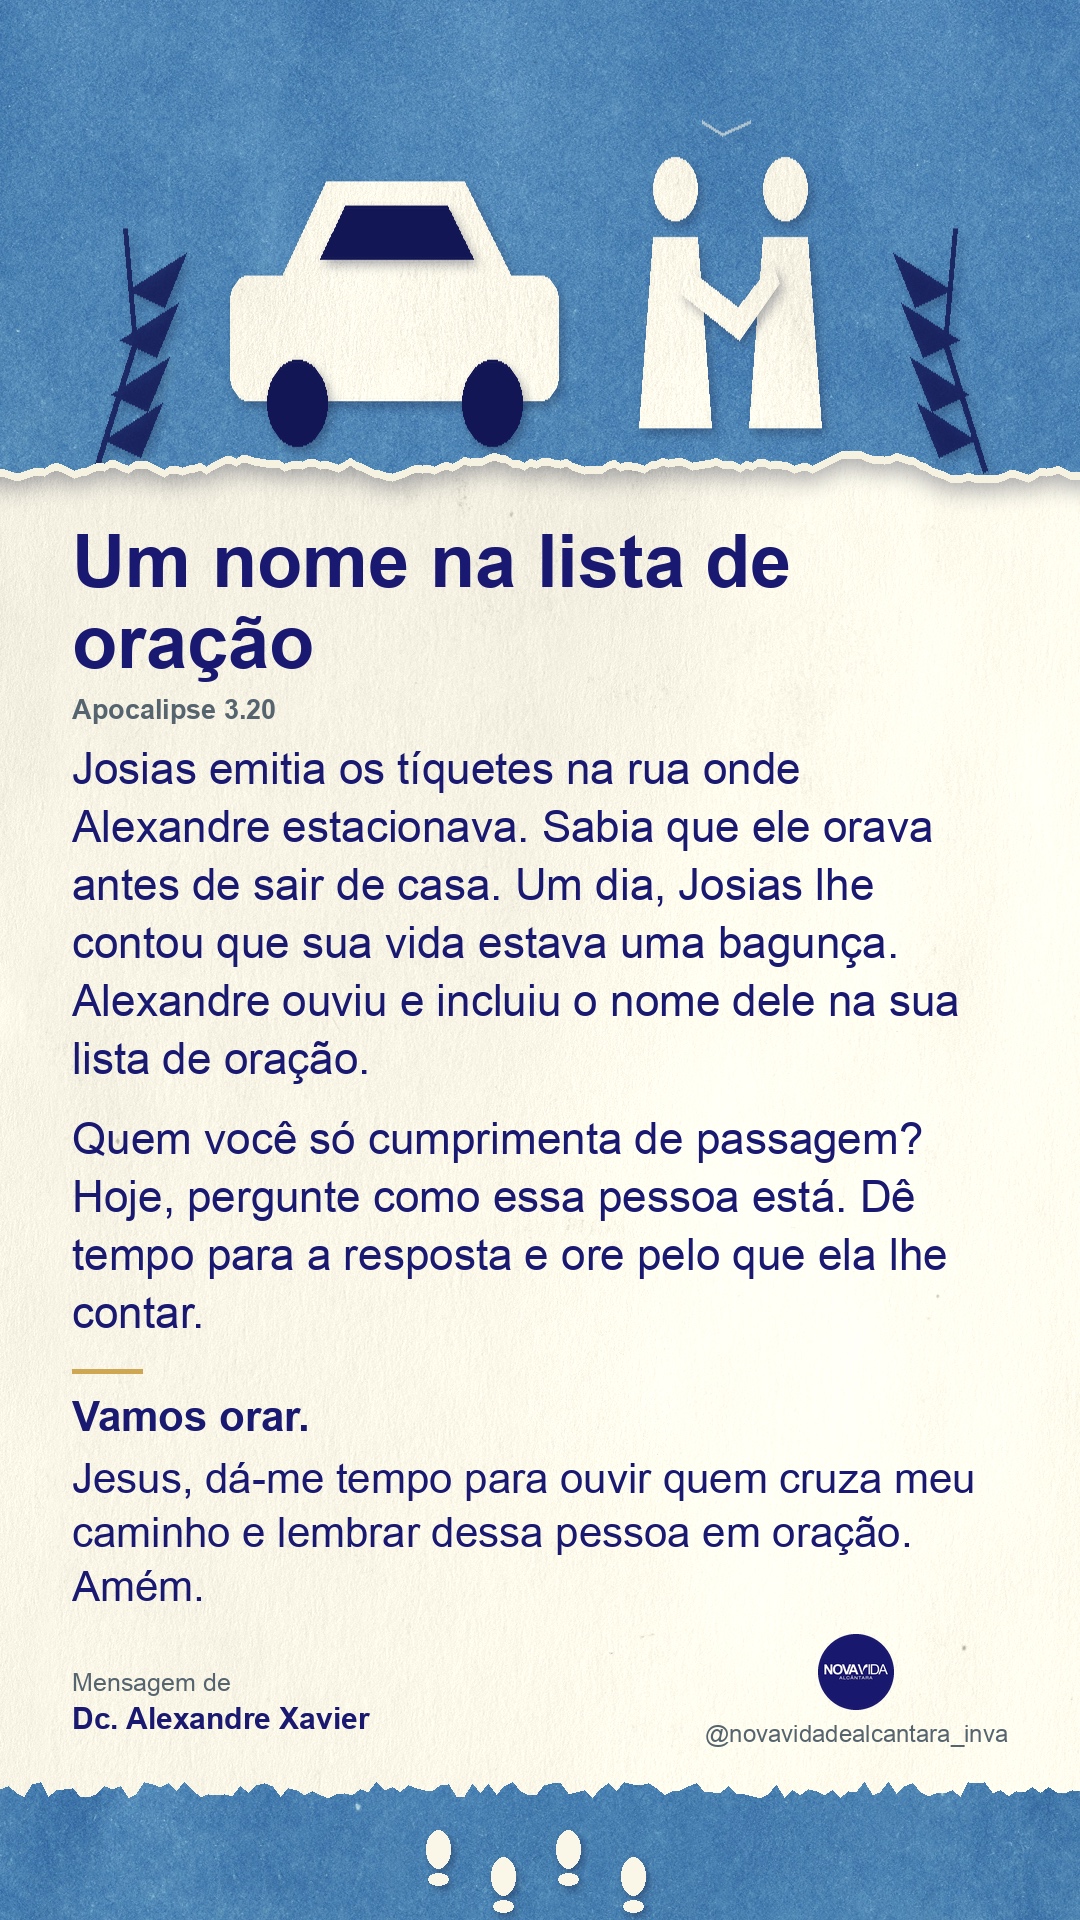 Um nome na lista de
oração
Apocalipse 3.20
Josias emitia os tíquetes na rua onde
Alexandre estacionava. Sabia que ele orava
antes de sair de casa. Um dia, Josias lhe
contou que sua vida estava uma bagunça.
Alexandre ouviu e incluiu o nome dele na sua
lista de oração.
Quem você só cumprimenta de passagem?
Hoje, pergunte como essa pessoa está. Dê
tempo para a resposta e ore pelo que ela lhe
contar.
Vamos orar.
Jesus, dá-me tempo para ouvir quem cruza meu
caminho e lembrar dessa pessoa em oração.
Amém.
Mensagem de
Dc. Alexandre Xavier
NOVAVIDA
ALCÂNTARA
@novavidadealcantara_inva